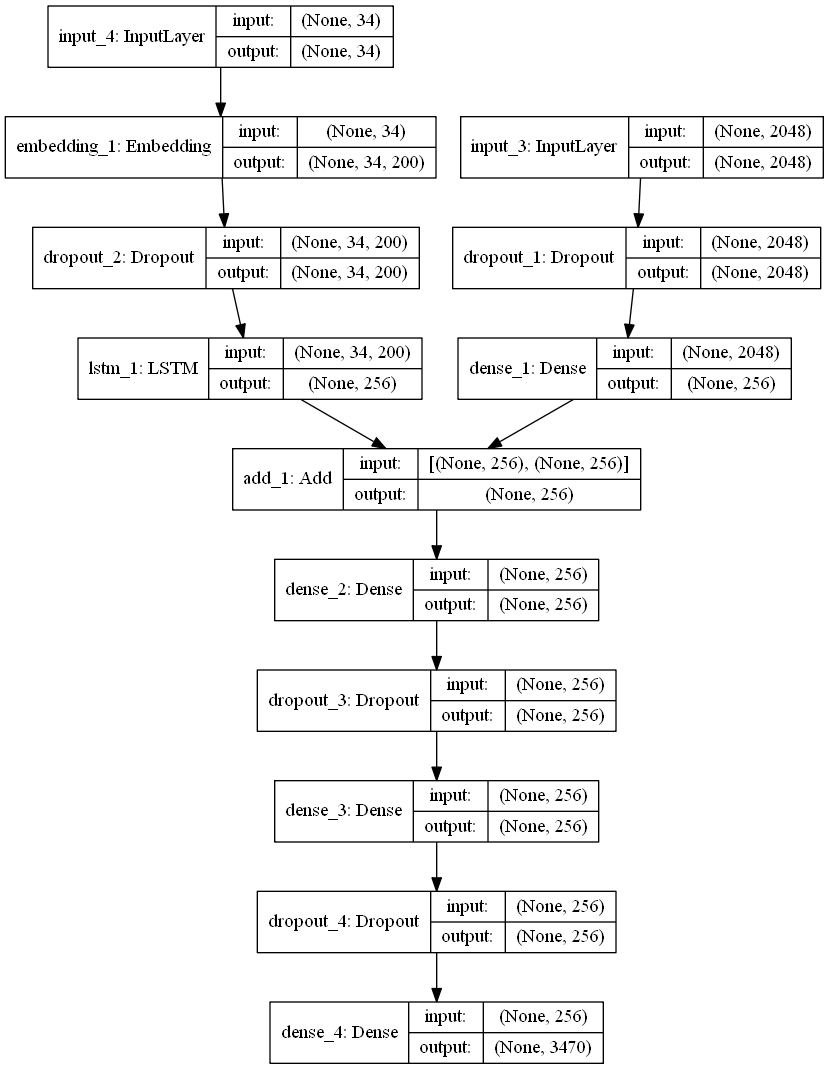 input_4: InputLayer
input: (None, 34)
output: (None, 34)
embedding_1: Embedding
input: (None, 34)
output: (None, 34, 200)
input_3: InputLayer
input: (None, 2048)
output: (None, 2048)
dropout_2: Dropout
input: (None, 34, 200)
output: (None, 34, 200)
dropout_1: Dropout
input: (None, 2048)
output: (None, 2048)
lstm_1: LSTM
input: (None, 34, 200)
output: (None, 256)
dense_1: Dense
input: (None, 2048)
output: (None, 256)
add_1: Add
input: [(None, 256), (None, 256)]
output: (None, 256)
dense_2: Dense
input: (None, 256)
output: (None, 256)
dropout_3: Dropout
input: (None, 256)
output: (None, 256)
dense_3: Dense
input: (None, 256)
output: (None, 256)
dropout_4: Dropout
input: (None, 256)
output: (None, 256)
dense_4: Dense
input: (None, 256)
output: (None, 3470)